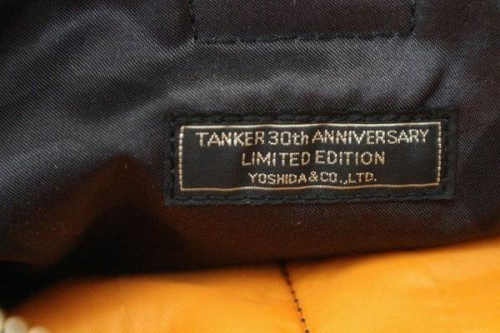 TANKER 30th ANNIVERSARY
LIMITED EDITION
YOSHIDA & CO., LTD.